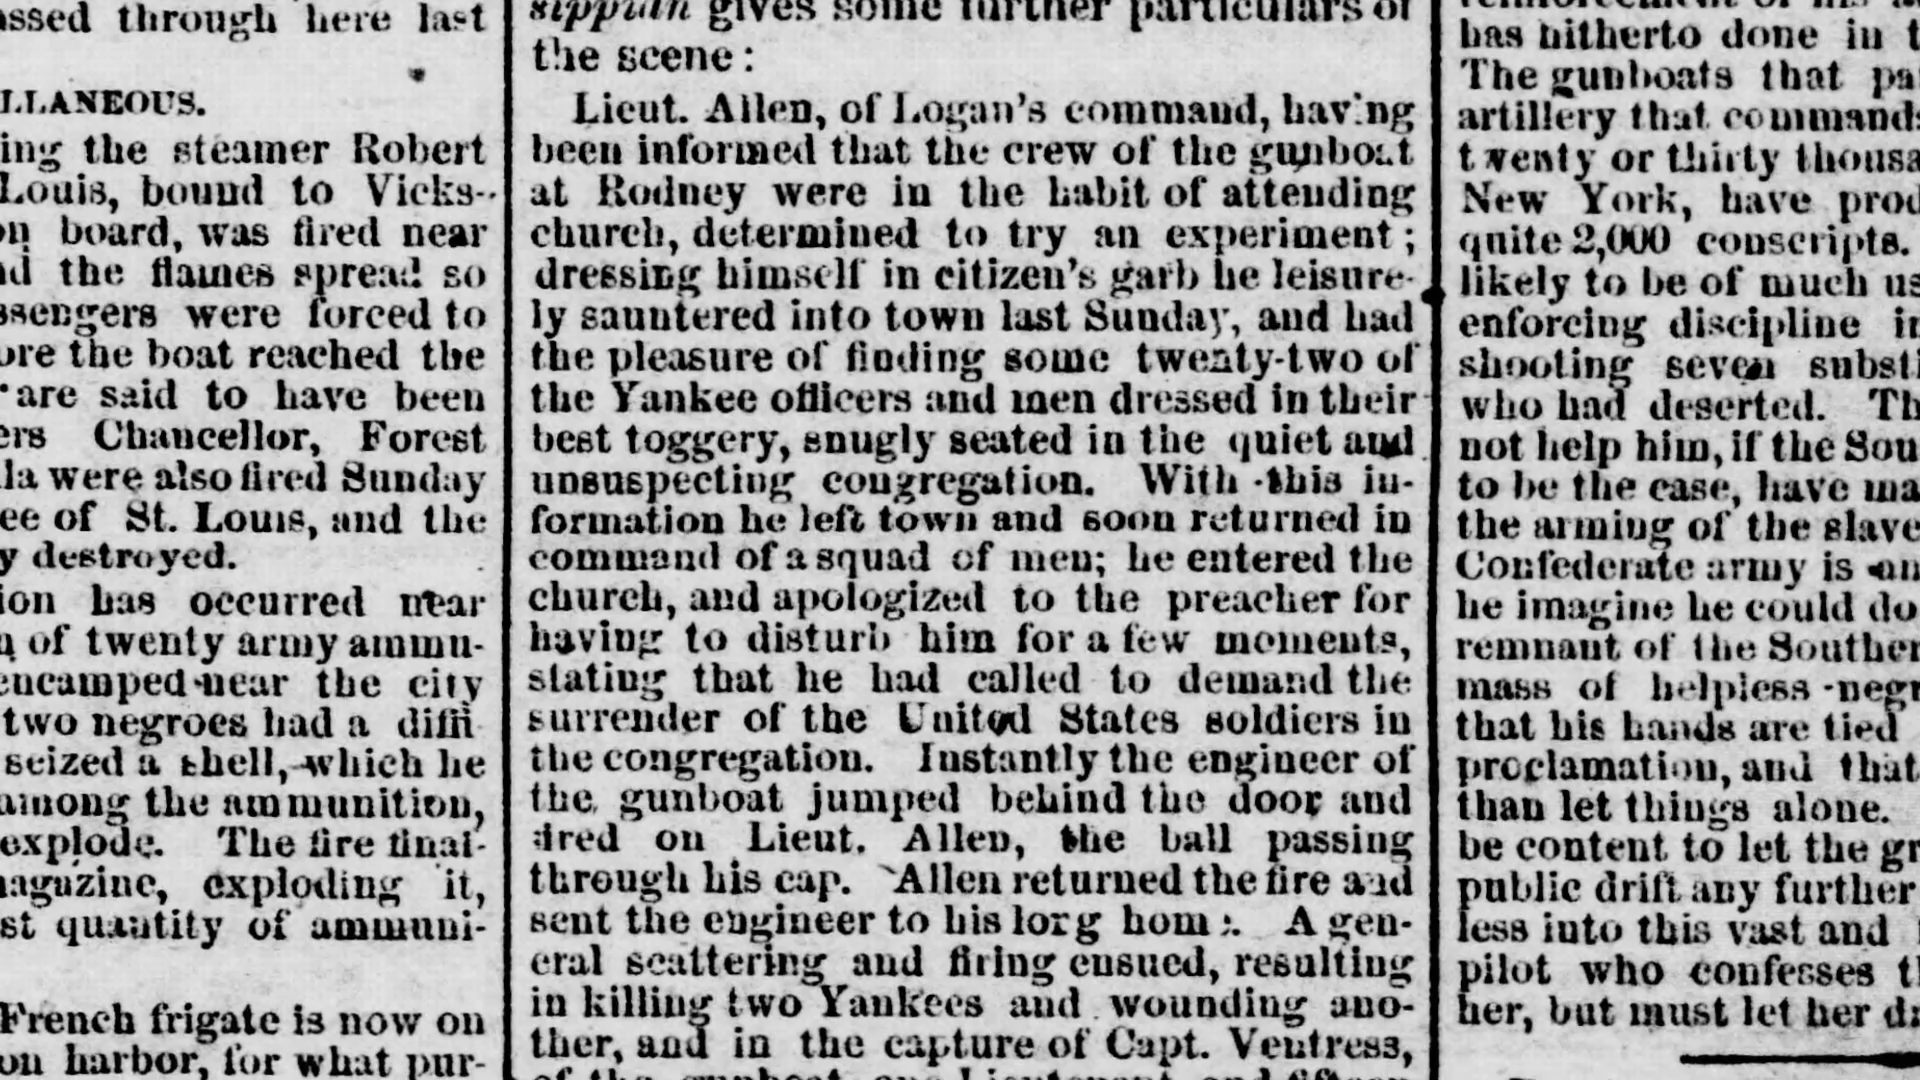 assed through here last
LLANEOUS.
ing the steamer Robert
Louis, bound to Vicks-
on board, was fired near
nd the flames spread so
ssengers were forced to
ore the boat reached the
are said to have been
ers Chancellor, Forest
la were also fired Sunday
ee of St. Louis, and the
y destroyed.
ion has occurred near
n of twenty army ammu-
encamped near the city
two negroes had a diffi
seized a shell, which he
among the ammunition,
explode. The fire final-
agazine, exploding it,
st quantity of ammuni-
French frigate is now on
on harbor, for what pur-
sippian gives some further particulars of
the scene:
Lieut. Allen, of Logan's command, having
been informed that the crew of the gunboat
at Rodney were in the habit of attending
church, determined to try an experiment;
dressing himself in citizen's garb he leisure-
ly sauntered into town last Sunday, and had
the pleasure of finding some twenty-two of
the Yankee officers and men dressed in their
best toggery, snugly seated in the quiet and
unsuspecting congregation. With this in-
formation he left town and soon returned in
command of a squad of men; he entered the
church, and apologized to the preacher for
having to disturb him for a few moments,
stating that he had called to demand the
surrender of the United States soldiers in
the congregation. Instantly the engineer of
the gunboat jumped behind the door and
fired on Lieut. Allen, the ball passing
through his cap. Allen returned the fire and
sent the engineer to his long home. A gen-
eral scattering and firing ensued, resulting
in killing two Yankees and wounding ano-
ther, and in the capture of Capt. Ventress,
of the gunboat, one Lieutenant and fifteen
has hitherto done in t
The gunboats that pa
artillery that commands
twenty or thirty thousa
New York, have prod
quite 2,000 conscripts.
likely to be of much us
enforcing discipline in
shooting seven substi
who had deserted. Th
not help him, if the Sou
to be the case, have ma
the arming of the slave
Confederate army is an
he imagine he could do
remnant of the Souther
mass of helpless negr
that his hands are tied
proclamation, and that
than let things alone.
be content to let the gr
public drift any further
less into this vast and
pilot who confesses th
her, but must let her dr